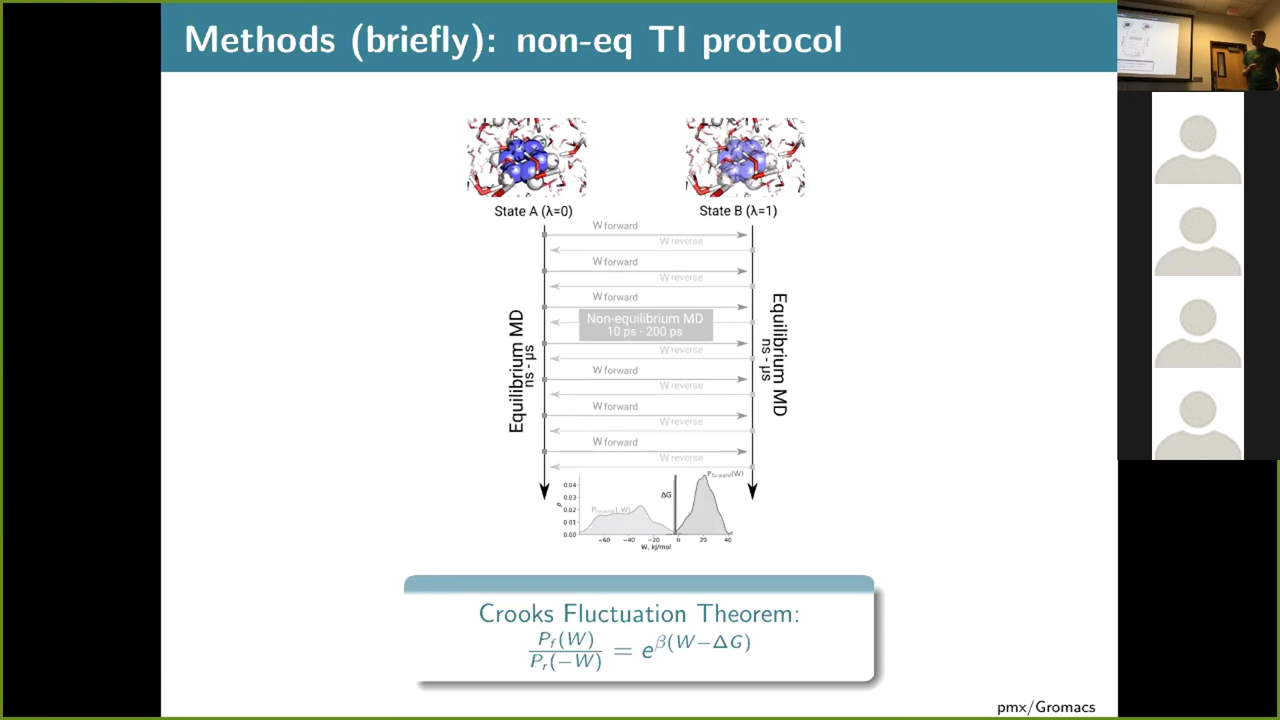 Methods (briefly): non-eq TI protocol
State A (λ=0)
State B (λ=1)
W forward
W reverse
W forward
W reverse
W forward
Non-equilibrium MD
10 ps - 200 ps
W reverse
W forward
W reverse
W forward
W reverse
W forward
W reverse
Equilibrium MD
ns - μs
Equilibrium MD
ns - μs
ΔG
0.04
0.03
0.02
0.01
0.00
−60 −40 −20 0 20 40
W, kJ/mol
Crooks Fluctuation Theorem:
P_f(W)/P_r(−W) = e^β(W−ΔG)
pmx/Gromacs